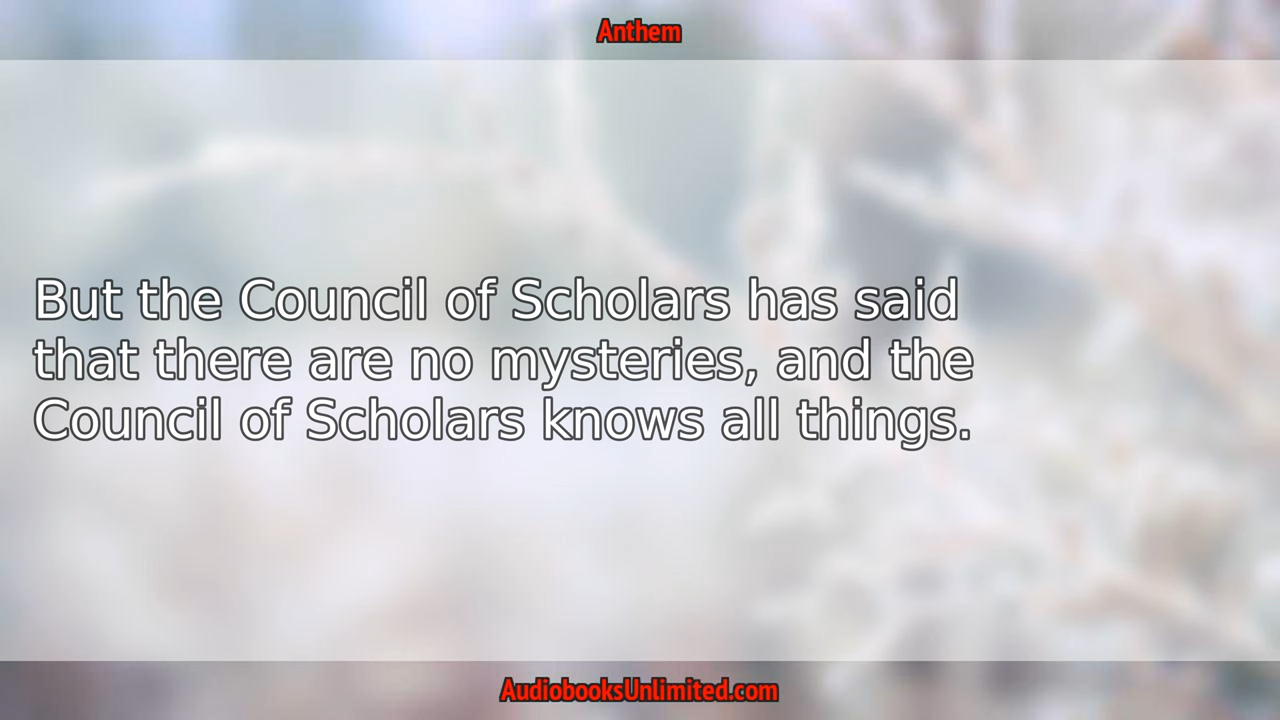 Anthem
But the Council of Scholars has said
that there are no mysteries, and the
Council of Scholars knows all things.
AudiobooksUnlimited.com